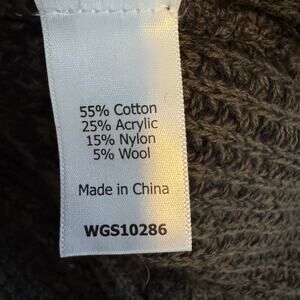 55% Cotton
25% Acrylic
15% Nylon
5% Wool
Made in China
WGS10286